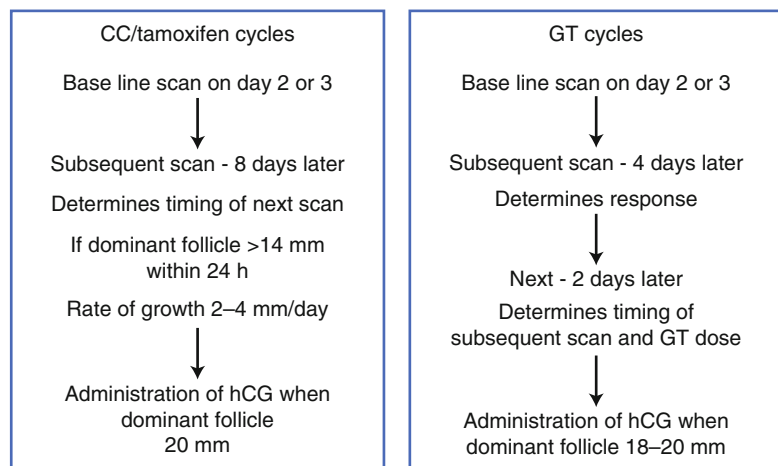 CC/tamoxifen cycles
Base line scan on day 2 or 3
Subsequent scan - 8 days later
Determines timing of next scan
If dominant follicle >14 mm
within 24 h
Rate of growth 2–4 mm/day
Administration of hCG when
dominant follicle
20 mm
GT cycles
Base line scan on day 2 or 3
Subsequent scan - 4 days later
Determines response
Next - 2 days later
Determines timing of
subsequent scan and GT dose
Administration of hCG when
dominant follicle 18–20 mm